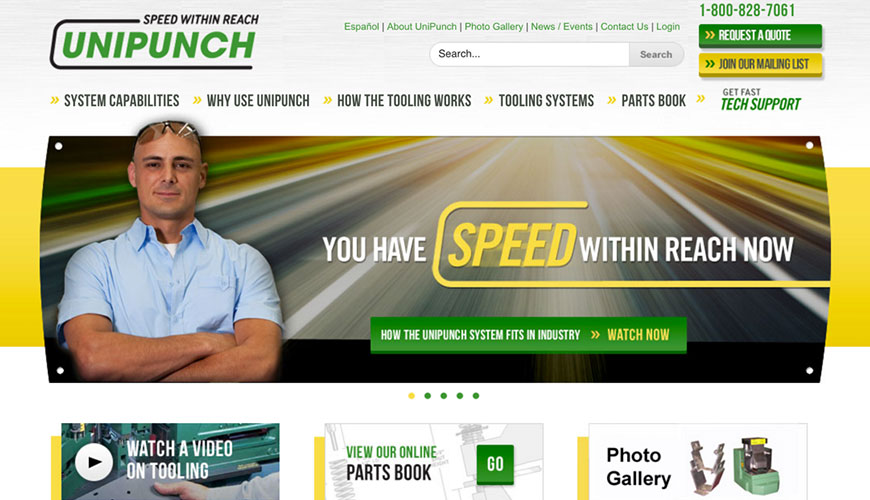 SPEED WITHIN REACH
UNIPUNCH
1-800-828-7061
Español | About UniPunch | Photo Gallery | News / Events | Contact Us | Login
Search... Search
» REQUEST A QUOTE
» JOIN OUR MAILING LIST
» SYSTEM CAPABILITIES » WHY USE UNIPUNCH » HOW THE TOOLING WORKS » TOOLING SYSTEMS » PARTS BOOK »
GET FAST
TECH SUPPORT
YOU HAVE SPEED WITHIN REACH NOW
HOW THE UNIPUNCH SYSTEM FITS IN INDUSTRY » WATCH NOW
WATCH A VIDEO
ON TOOLING
VIEW OUR ONLINE
PARTS BOOK
GO
Photo
Gallery